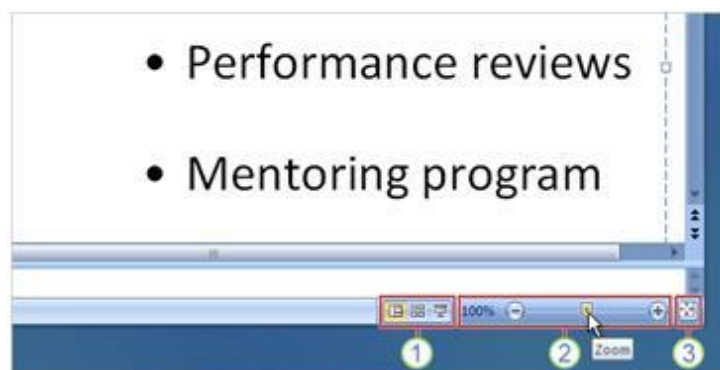 • Performance reviews
• Mentoring program
100%
Zoom
1 2 3